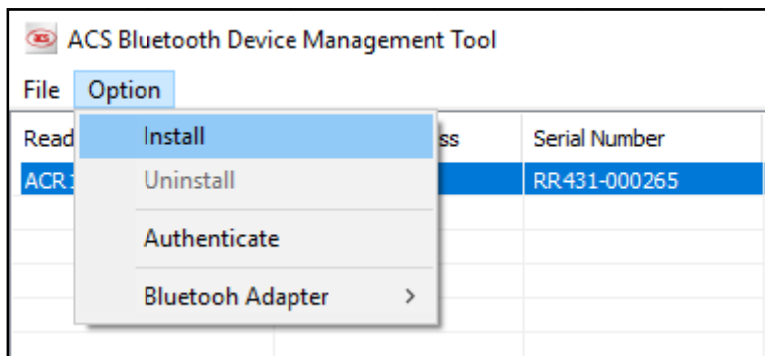 ACS Bluetooth Device Management Tool
File Option
Read Install ss Serial Number
ACR Uninstall RR431-000265
Authenticate
Bluetooh Adapter >